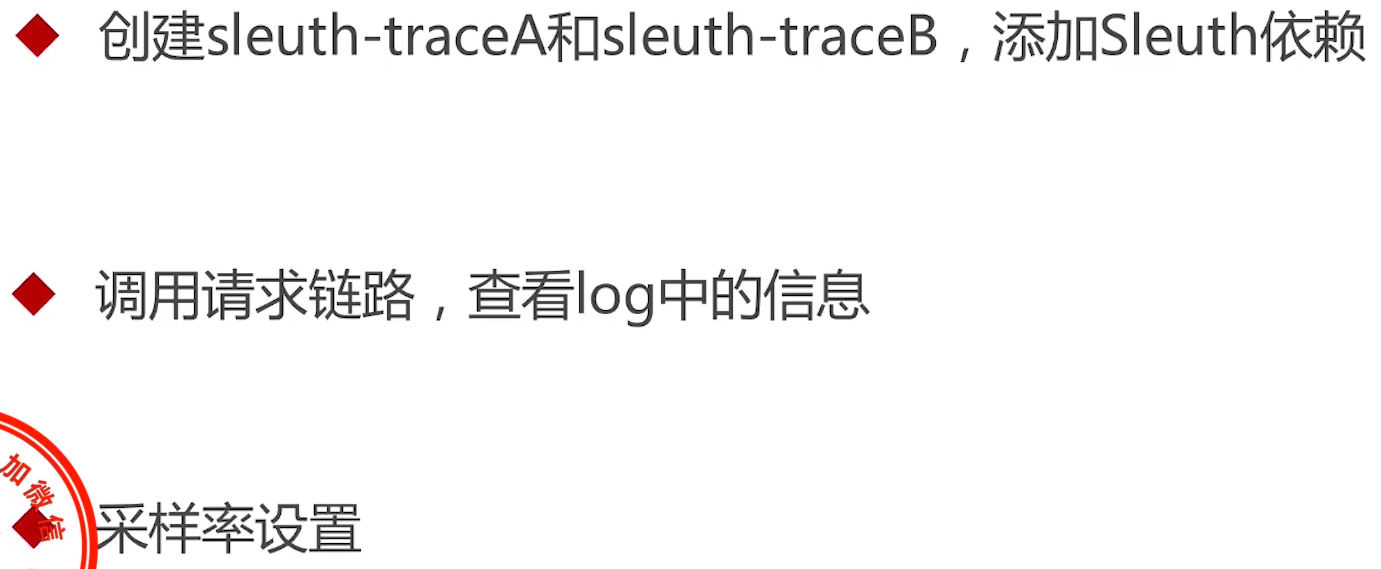 创建sleuth-traceA和sleuth-traceB，添加Sleuth依赖
调用请求链路，查看log中的信息
加微信
采样率设置